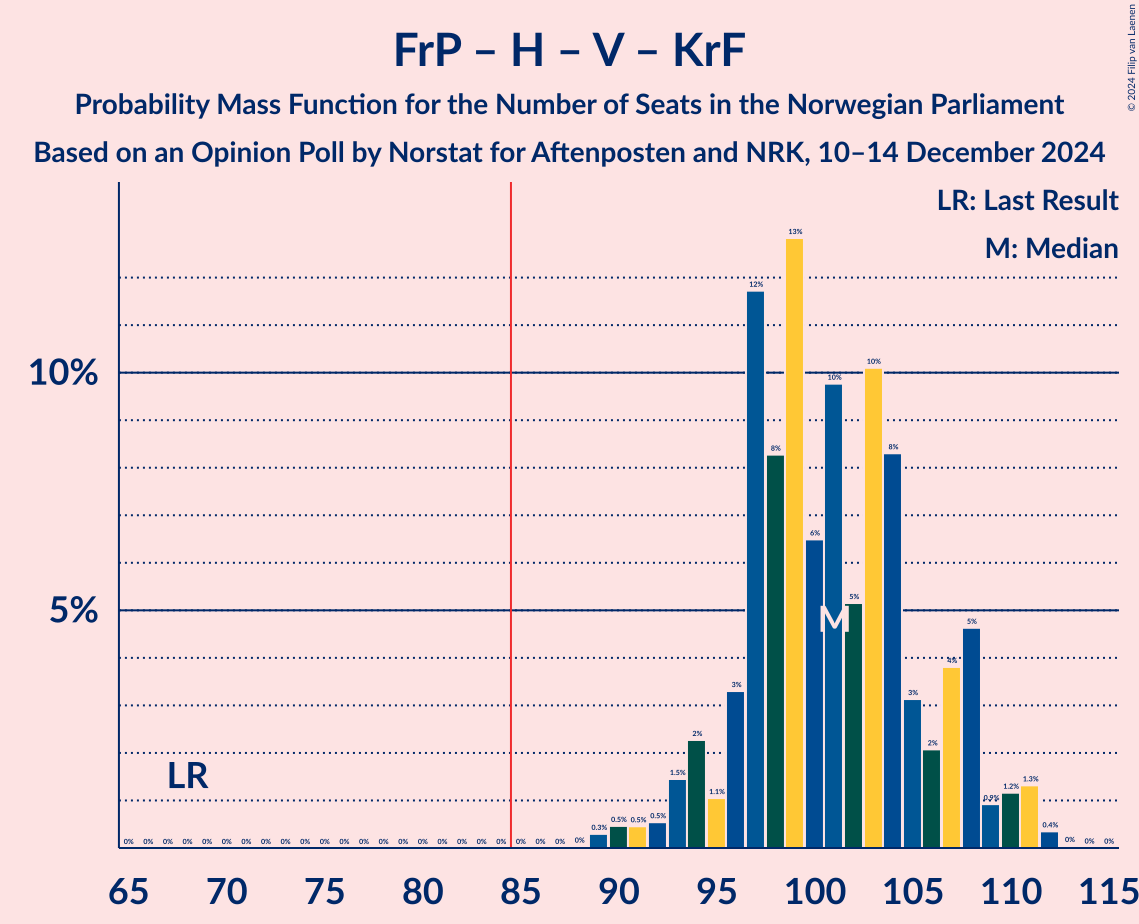 FrP – H – V – KrF
Probability Mass Function for the Number of Seats in the Norwegian Parliament
Based on an Opinion Poll by Norstat for Aftenposten and NRK, 10–14 December 2024
© 2024 Filip van Laenen
LR: Last Result
M: Median
10%
5%
LR
M
0% 0% 0% 0% 0% 0% 0% 0% 0% 0% 0% 0% 0% 0% 0% 0% 0% 0% 0% 0% 0% 0% 0% 0% 0.3% 0.5% 0.5% 0.5% 1.5% 2% 1.1% 3% 12% 8% 13% 6% 10% 5% 10% 8% 3% 2% 4% 5% 0.9% 1.2% 1.3% 0.4% 0% 0% 0%
65 70 75 80 85 90 95 100 105 110 115